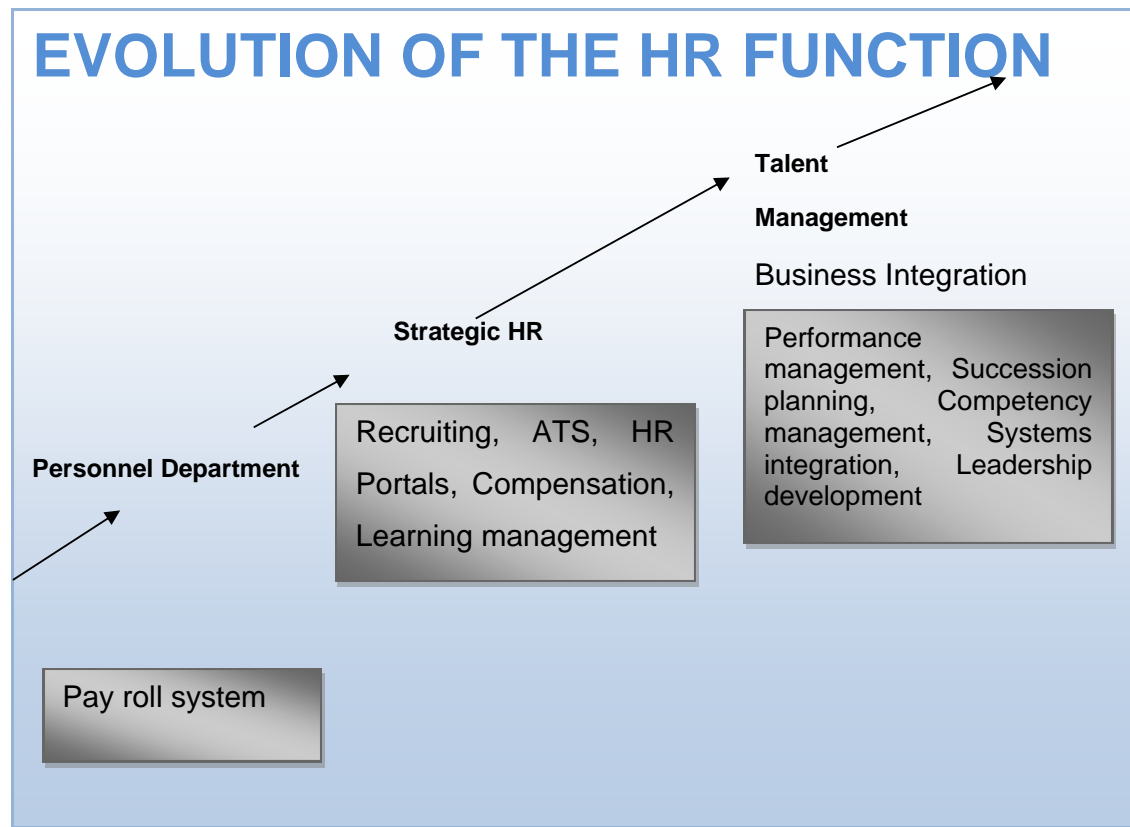 EVOLUTION OF THE HR FUNCTION
Talent
Management
Business Integration
Strategic HR
Performance
management, Succession
planning, Competency
management, Systems
integration, Leadership
development
Recruiting, ATS, HR
Portals, Compensation,
Learning management
Personnel Department
Pay roll system